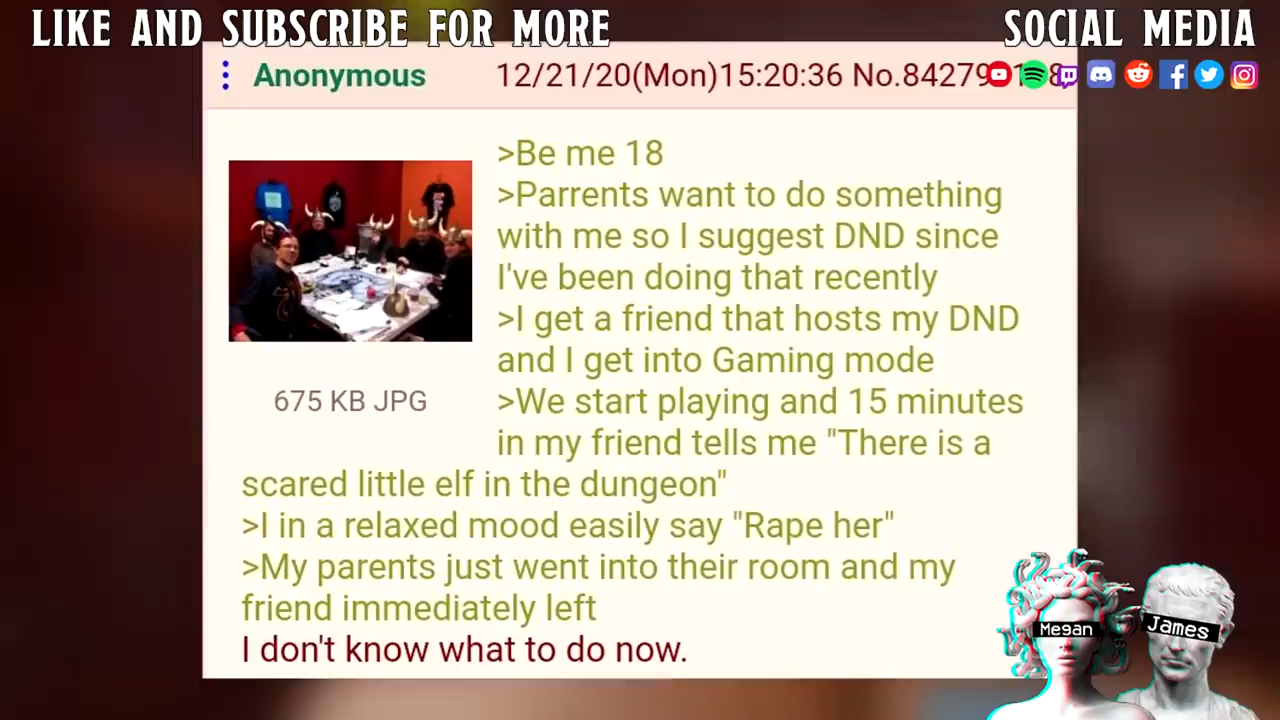 LIKE AND SUBSCRIBE FOR MORE
SOCIAL MEDIA
Anonymous
12/21/20(Mon)15:20:36 No.84279
>Be me 18
>Parrents want to do something
with me so I suggest DND since
I've been doing that recently
>I get a friend that hosts my DND
and I get into Gaming mode
675 KB JPG
>We start playing and 15 minutes
in my friend tells me "There is a
scared little elf in the dungeon"
>I in a relaxed mood easily say "Rape her"
>My parents just went into their room and my
friend immediately left
I don't know what to do now.
Megan
James